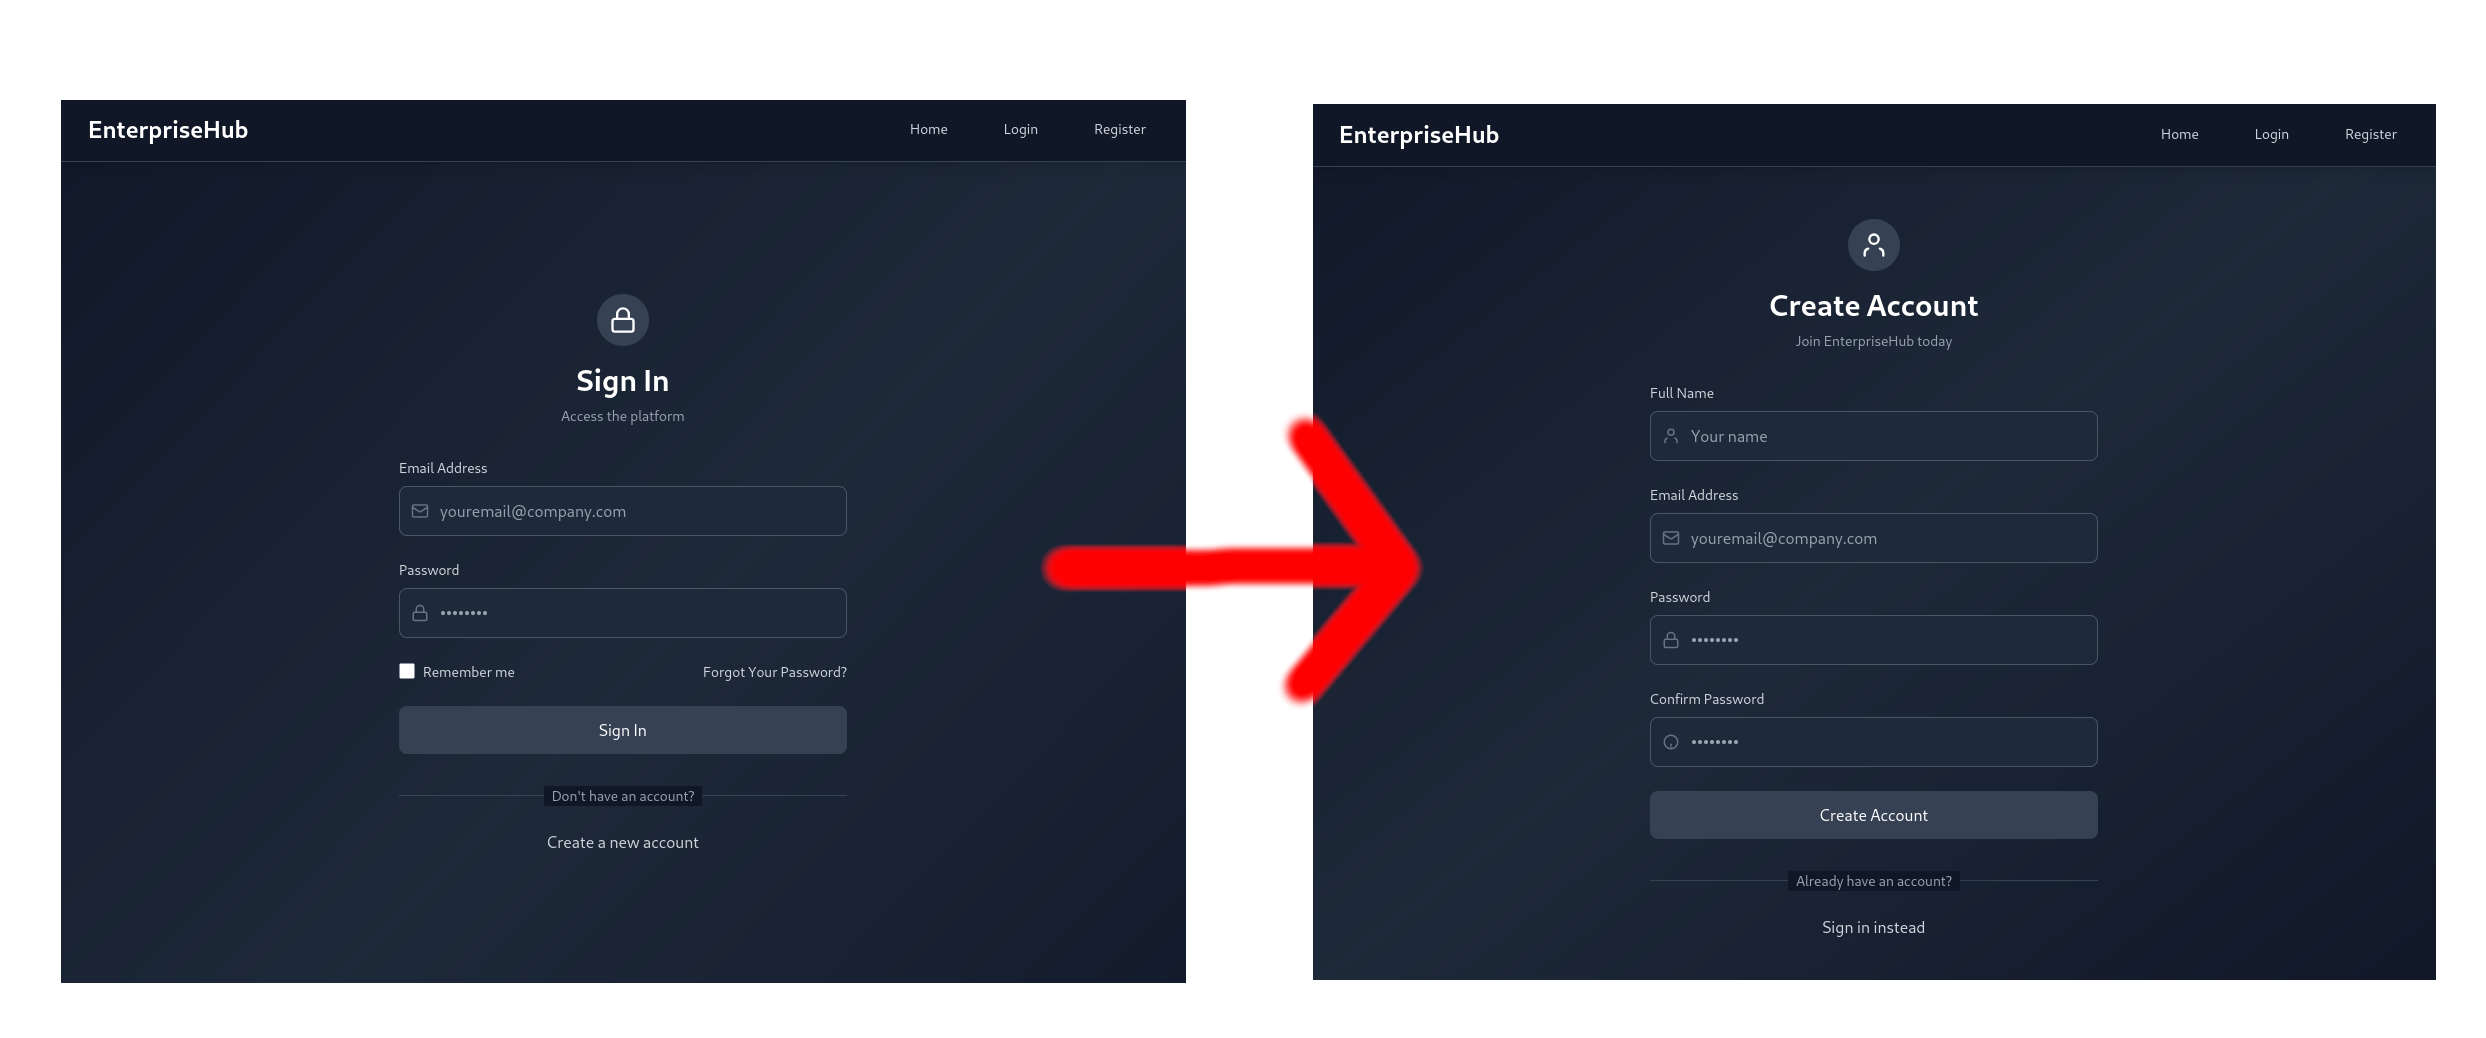 EnterpriseHub
Home Login Register
Sign In
Access the platform
Email Address
youremail@company.com
Password
••••••••
Remember me Forgot Your Password?
Sign In
Don't have an account?
Create a new account
EnterpriseHub
Home Login Register
Create Account
Join EnterpriseHub today
Full Name
Your name
Email Address
youremail@company.com
Password
••••••••
Confirm Password
••••••••
Create Account
Already have an account?
Sign in instead